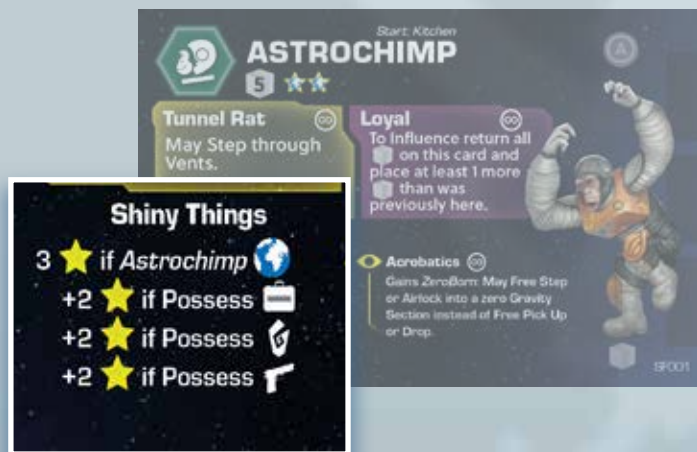 Start: Kitchen
ASTROCHIMP
A
5
Tunnel Rat
May Step through
Vents.
Loyal
To Influence return all
on this card and
place at least 1 more
than was
previously here.
Shiny Things
3 if Astrochimp
+2 if Possess
+2 if Possess
+2 if Possess
Acrobatics
Gains ZeroBorn: May Free Step
or Airlock into a zero Gravity
Section instead of Free Pick Up
or Drop.
SF001